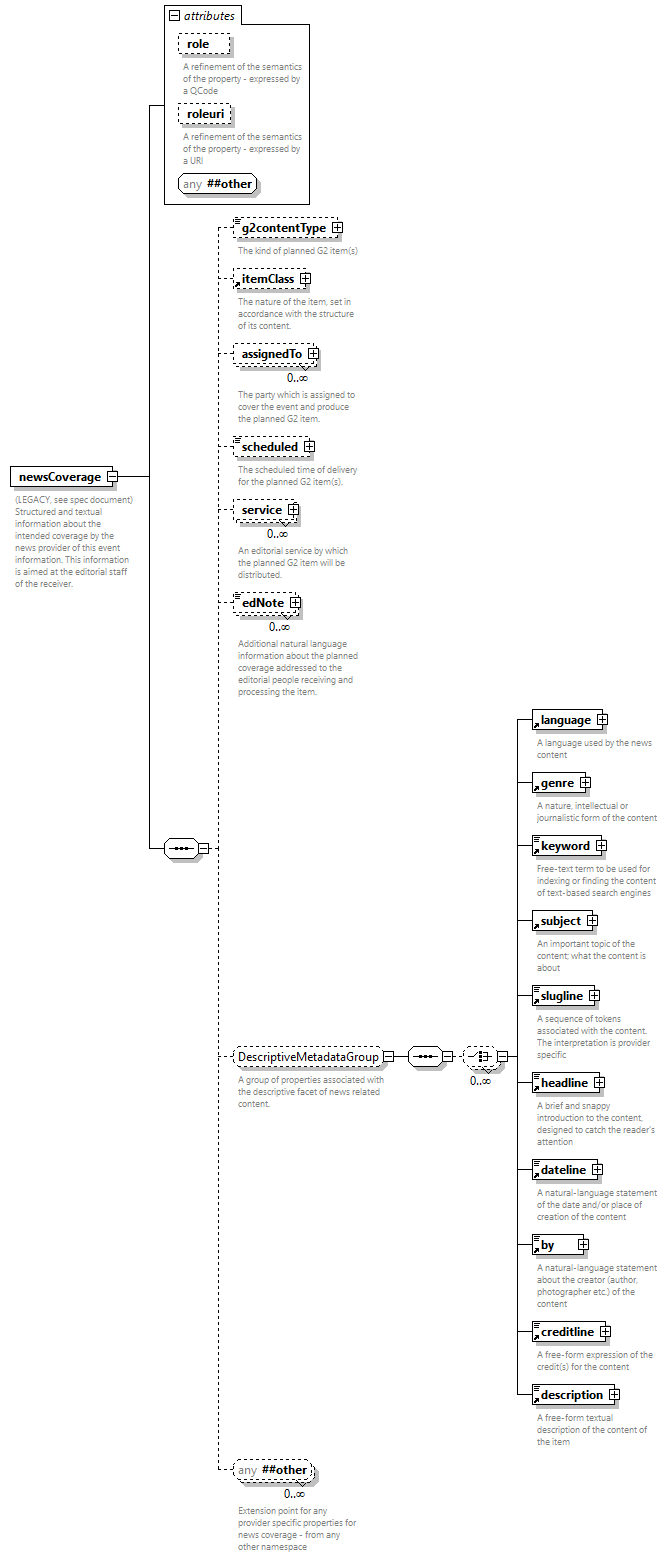 attributes
role
A refinement of the semantics
of the property - expressed by
a QCode
roleuri
A refinement of the semantics
of the property - expressed by
a URI
any ##other
g2contentType
The kind of planned G2 item(s)
itemClass
The nature of the item, set in
accordance with the structure
of its content.
assignedTo
0..∞
The party which is assigned to
cover the event and produce
the planned G2 item.
scheduled
The scheduled time of delivery
for the planned G2 item(s).
newsCoverage
(LEGACY, see spec document)
Structured and textual
information about the
intended coverage by the
news provider of this event
information. This information
is aimed at the editorial staff
of the receiver.
service
0..∞
An editorial service by which
the planned G2 item will be
distributed.
edNote
0..∞
Additional natural language
information about the planned
coverage addressed to the
editorial people receiving and
processing the item.
language
A language used by the news
content
genre
A nature, intellectual or
journalistic form of the content
keyword
Free-text term to be used for
indexing or finding the content
of text-based search engines
subject
An important topic of the
content; what the content is
about
slugline
A sequence of tokens
associated with the content.
The interpretation is provider
specific
DescriptiveMetadataGroup
0..∞
A group of properties associated with
the descriptive facet of news related
content.
headline
A brief and snappy
introduction to the content,
designed to catch the reader's
attention
dateline
A natural-language statement
of the date and/or place of
creation of the content
by
A natural-language statement
about the creator (author,
photographer etc.) of the
content
creditline
A free-form expression of the
credit(s) for the content
description
A free-form textual
description of the content of
the item
any ##other
0..∞
Extension point for any
provider specific properties for
news coverage - from any
other namespace